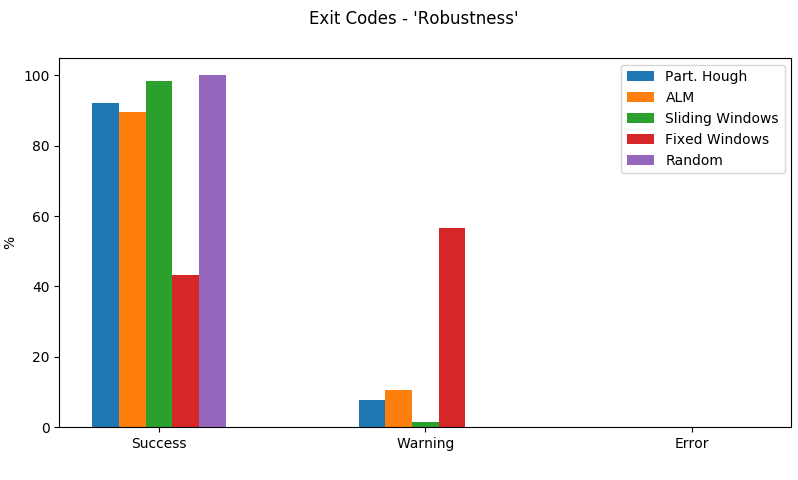 Exit Codes - 'Robustness'
100
80
60
40
20
0
%
Part. Hough
ALM
Sliding Windows
Fixed Windows
Random
Success
Warning
Error